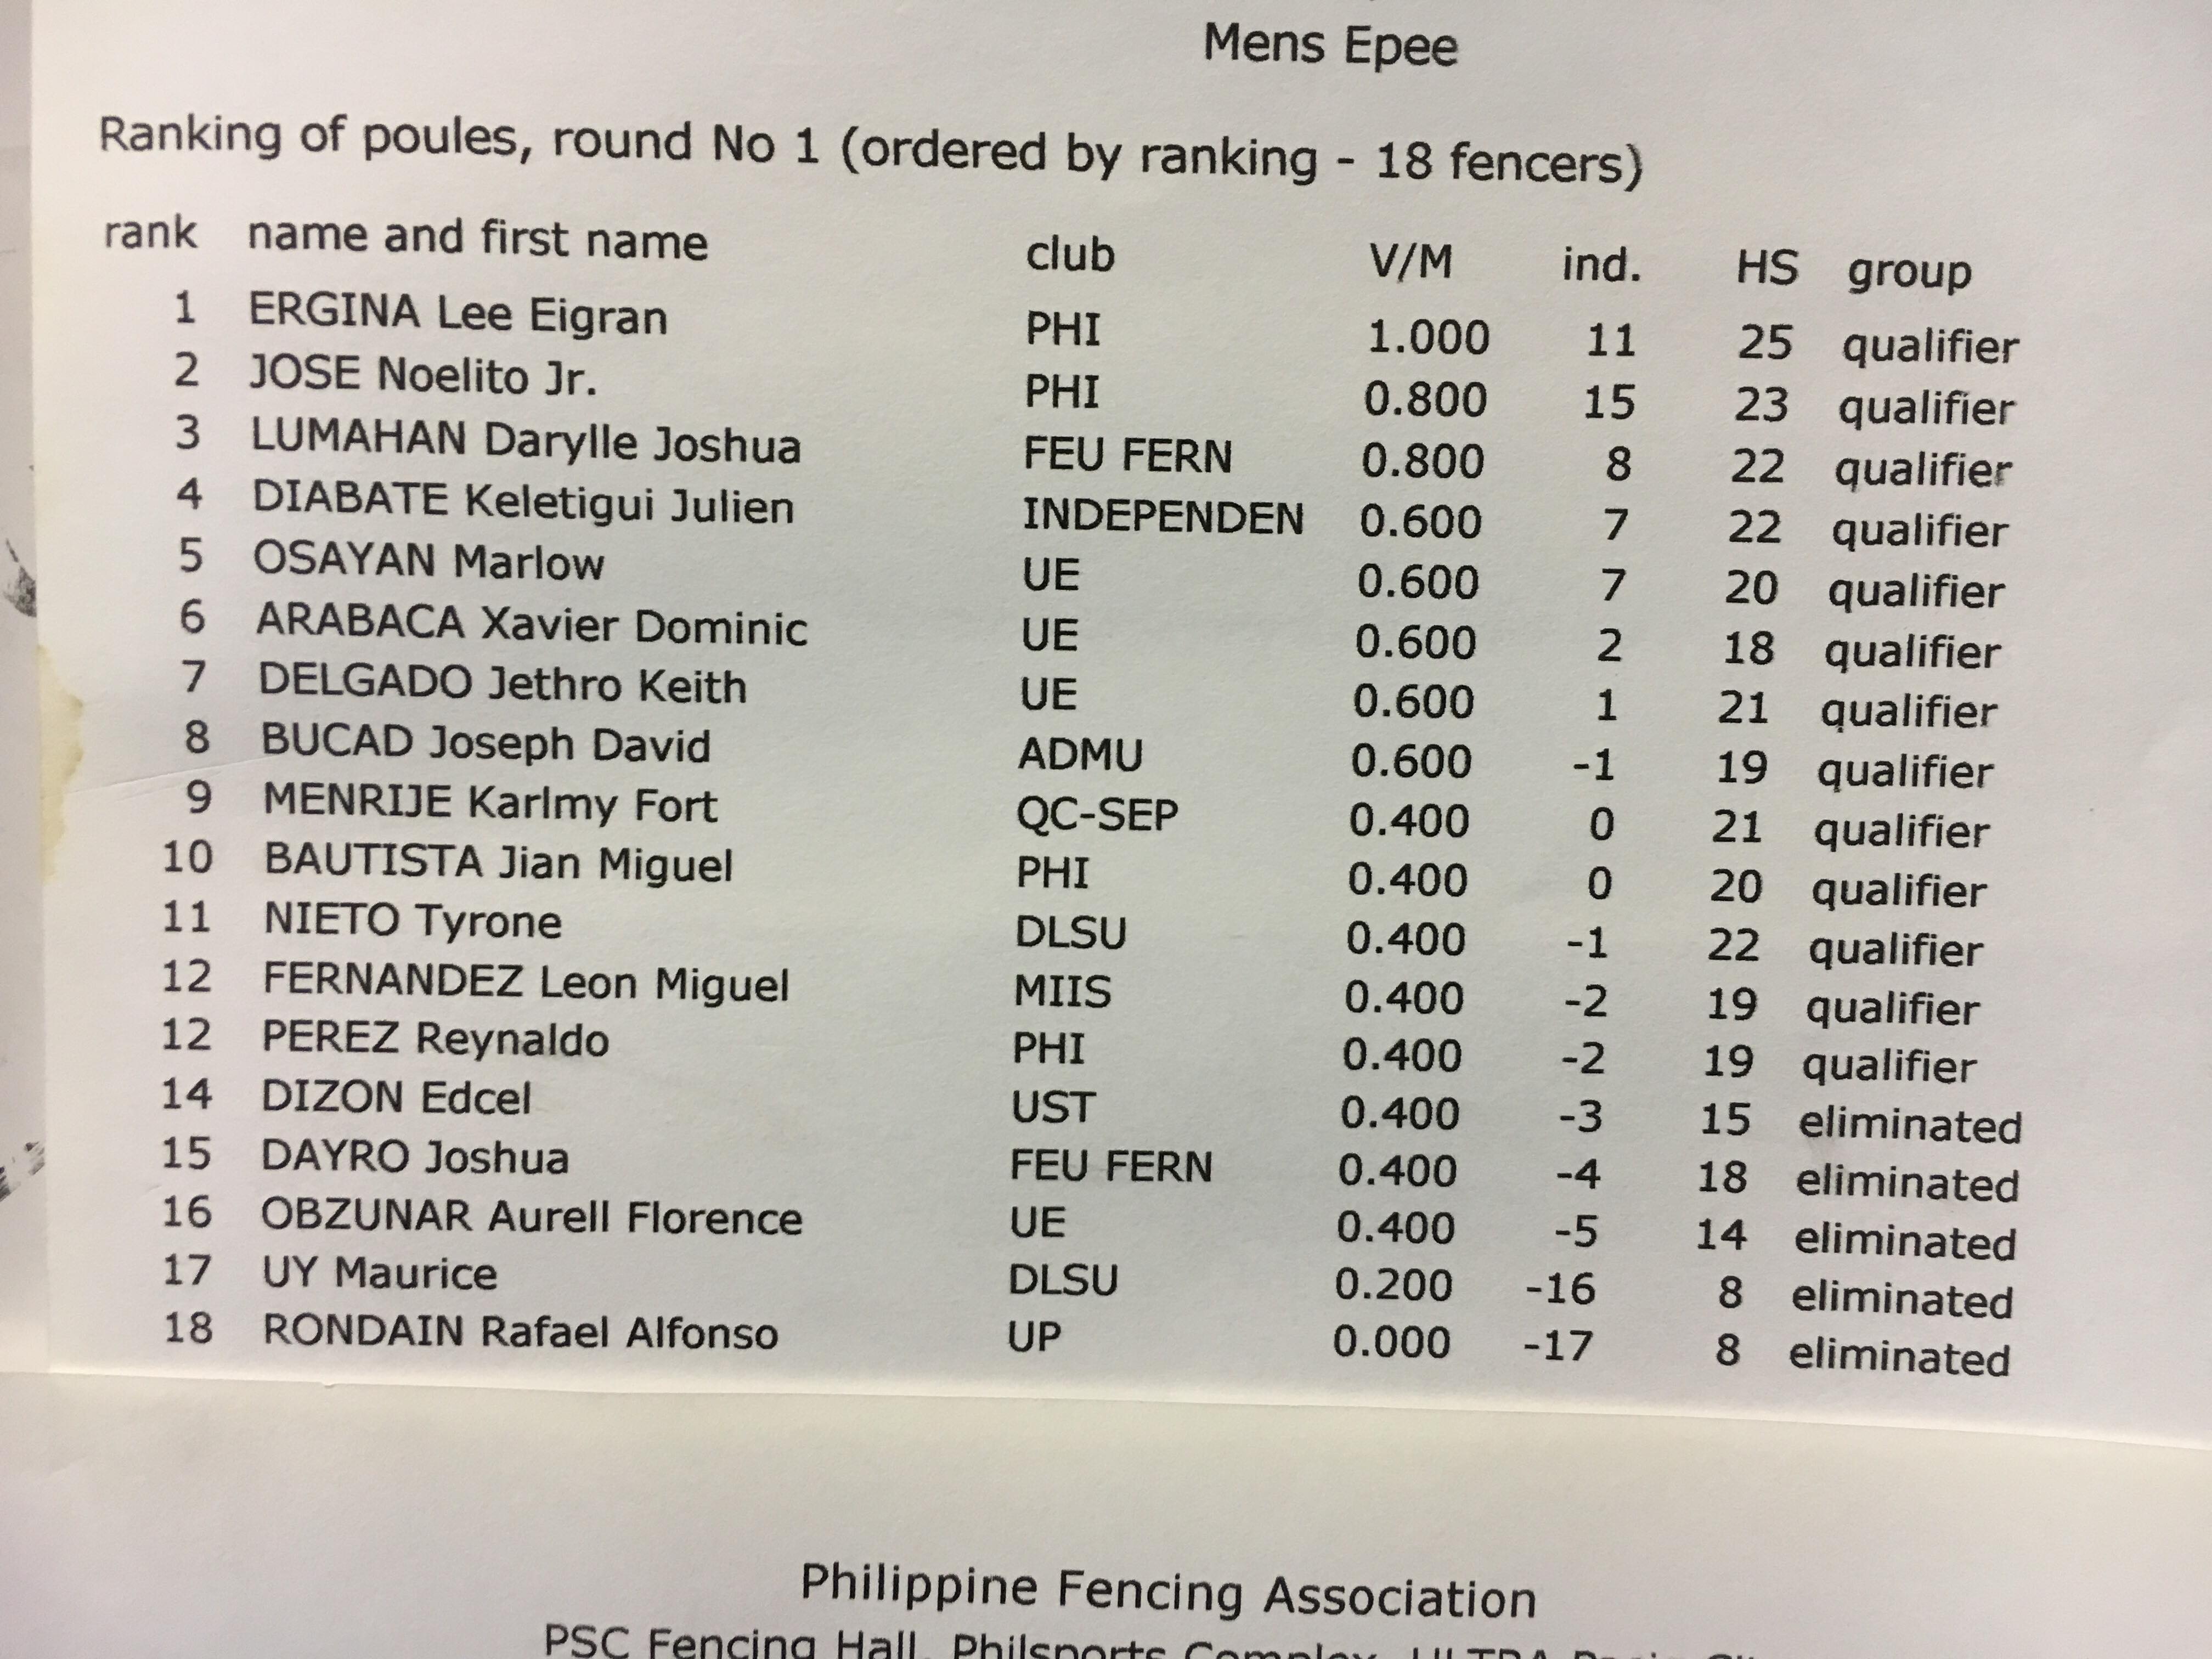 Mens Epee
Ranking of poules, round No 1 (ordered by ranking - 18 fencers)
rank name and first name club V/M ind. HS group
1 ERGINA Lee Eigran PHI 1.000 11 25 qualifier
2 JOSE Noelito Jr. PHI 0.800 15 23 qualifier
3 LUMAHAN Darylle Joshua FEU FERN 0.800 8 22 qualifier
4 DIABATE Keletigui Julien INDEPENDEN 0.600 7 22 qualifier
5 OSAYAN Marlow UE 0.600 7 20 qualifier
6 ARABACA Xavier Dominic UE 0.600 2 18 qualifier
7 DELGADO Jethro Keith UE 0.600 1 21 qualifier
8 BUCAD Joseph David ADMU 0.600 -1 19 qualifier
9 MENRIJE Karlmy Fort QC-SEP 0.400 0 21 qualifier
10 BAUTISTA Jian Miguel PHI 0.400 0 20 qualifier
11 NIETO Tyrone DLSU 0.400 -1 22 qualifier
12 FERNANDEZ Leon Miguel MIIS 0.400 -2 19 qualifier
12 PEREZ Reynaldo PHI 0.400 -2 19 qualifier
14 DIZON Edcel UST 0.400 -3 15 eliminated
15 DAYRO Joshua FEU FERN 0.400 -4 18 eliminated
16 OBZUNAR Aurell Florence UE 0.400 -5 14 eliminated
17 UY Maurice DLSU 0.200 -16 8 eliminated
18 RONDAIN Rafael Alfonso UP 0.000 -17 8 eliminated
Philippine Fencing Association
PSC Fencing Hall, Philsports Complex, ULTRA